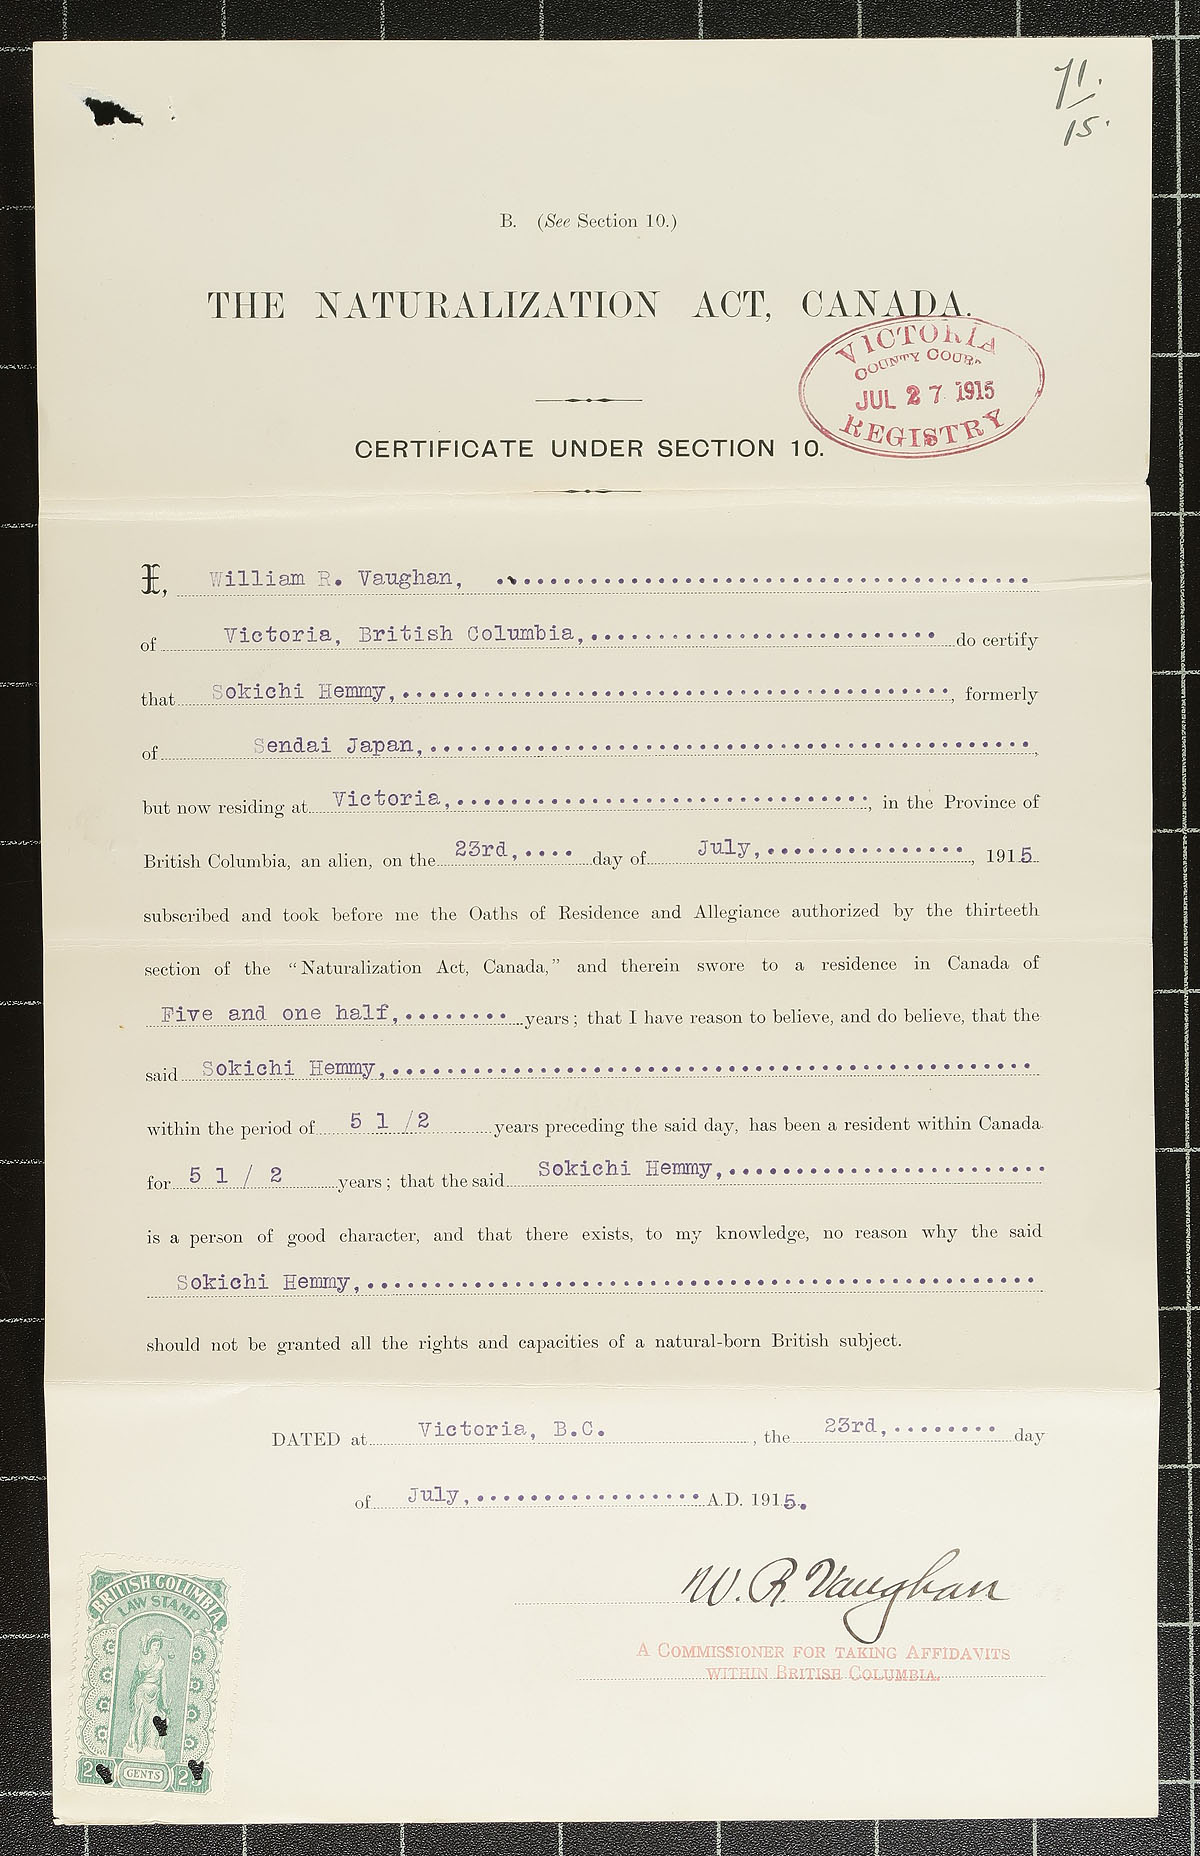 71.
15.
B. (See Section 10.)
THE NATURALIZATION ACT, CANADA.
VICTORIA
COUNTY COURT
JUL 27 1915
REGISTRY
CERTIFICATE UNDER SECTION 10.
I, William R. Vaughan,
of Victoria, British Columbia, do certify
that Sokichi Hemmy, , formerly
of Sendai Japan, ,
but now residing at Victoria, , in the Province of
British Columbia, an alien, on the 23rd, day of July, , 1915
subscribed and took before me the Oaths of Residence and Allegiance authorized by the thirteeth
section of the “Naturalization Act, Canada,” and therein swore to a residence in Canada of
Five and one half, years; that I have reason to believe, and do believe, that the
said Sokichi Hemmy,
within the period of 5 1 /2 years preceding the said day, has been a resident within Canada
for 5 1 / 2 years; that the said Sokichi Hemmy,
is a person of good character, and that there exists, to my knowledge, no reason why the said
Sokichi Hemmy,
should not be granted all the rights and capacities of a natural-born British subject.
DATED at Victoria, B.C. , the 23rd, day
of July, A.D. 1915.
W. R. Vaughan
A COMMISSIONER FOR TAKING AFFIDAVITS
WITHIN BRITISH COLUMBIA.
BRITISH COLUMBIA
LAW STAMP
25 CENTS 25